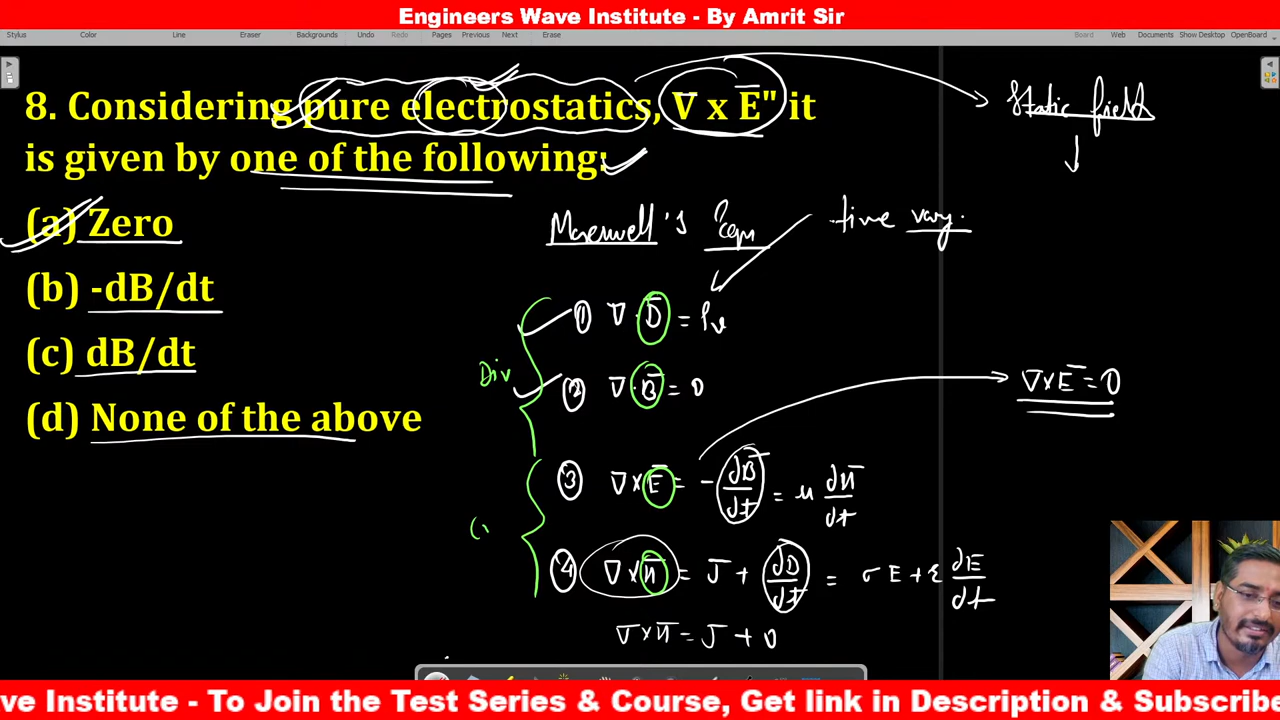 Engineers Wave Institute - By Amrit Sir
Stylus Color Line Eraser Backgrounds Undo Redo Pages Previous Next Erase Board Web Documents Show Desktop OpenBoard
8. Considering pure electrostatics, ∇ x E" it
is given by one of the following:
Static field
(a) Zero
(b) -dB/dt
(c) dB/dt
(d) None of the above
Maxwell's Eqn
time vary.
① ∇ · D̅ = ρv
Div
② ∇ · B̅ = 0
∇×E̅ = 0
③ ∇×E̅ = - dB̅/dt = μ dH̅/dt
④ ∇×H̅ = J̅ + dD̅/dt = σE + ε dE/dt
∇×H̅ = J̅ + 0
ve Institute - To Join the Test Series & Course, Get link in Description & Subscribe